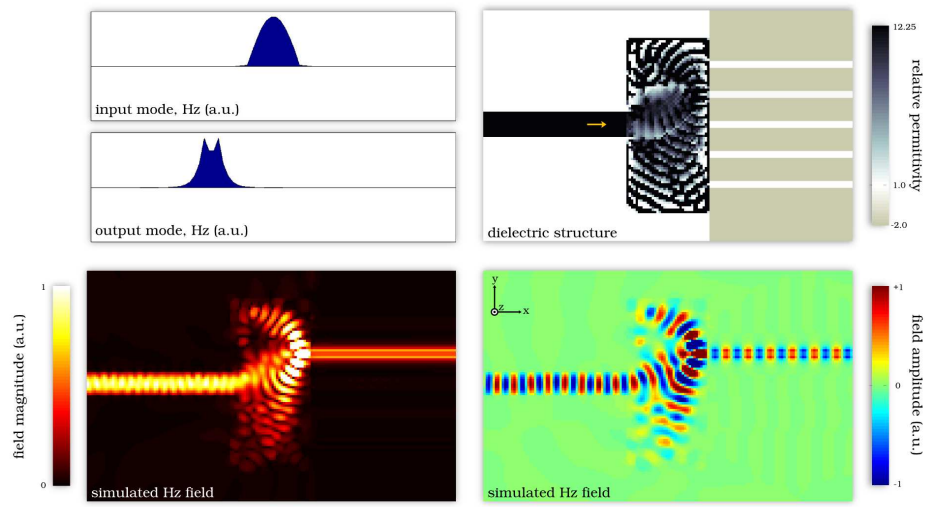 input mode, Hz (a.u.)
output mode, Hz (a.u.)
dielectric structure
12.25
1.0
-2.0
relative permittivity
1
0
field magnitude (a.u.)
simulated Hz field
y
z
x
simulated Hz field
+1
0
-1
field amplitude (a.u.)